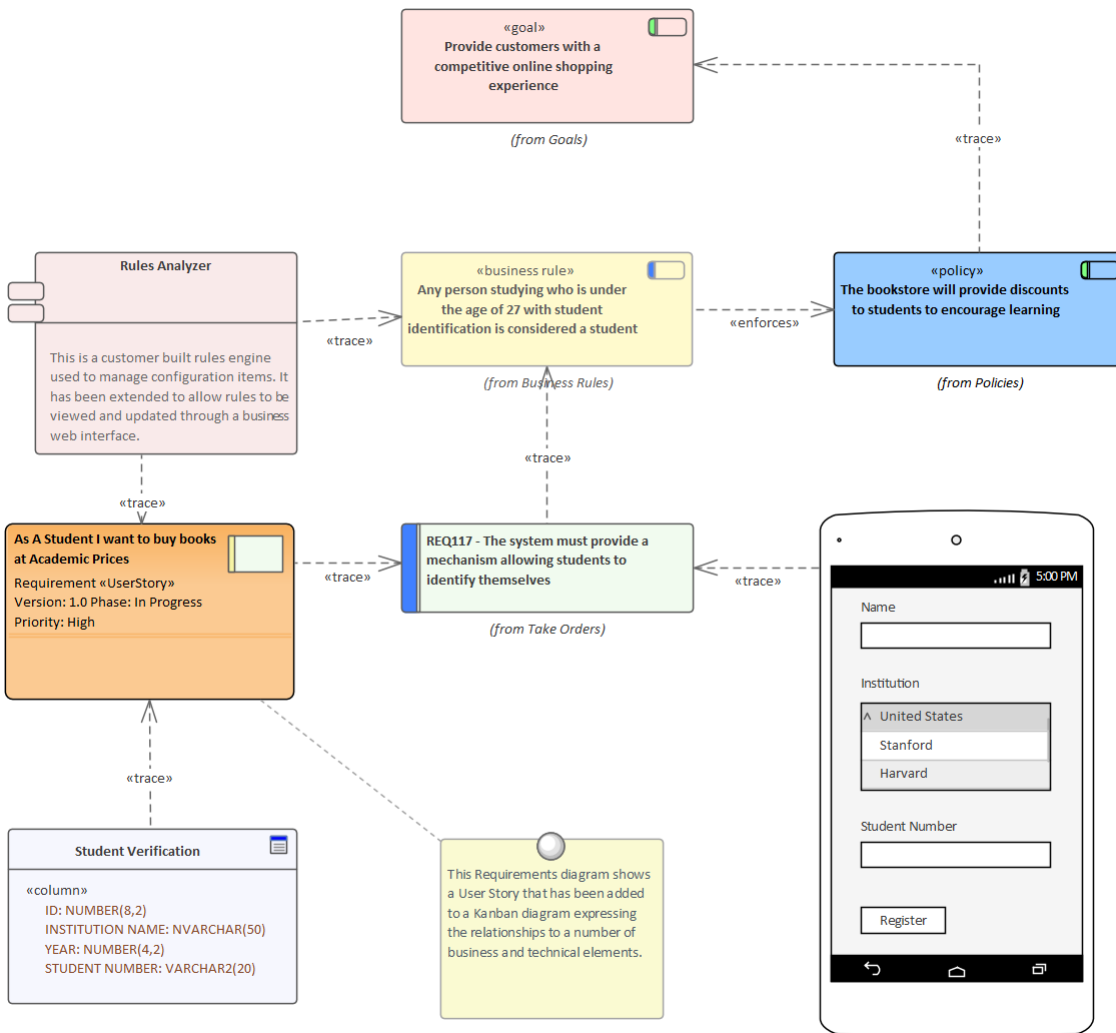 «goal»
Provide customers with a
competitive online shopping
experience
(from Goals)
«trace»
Rules Analyzer
This is a customer built rules engine
used to manage configuration items. It
has been extended to allow rules to be
viewed and updated through a business
web interface.
«trace»
«business rule»
Any person studying who is under
the age of 27 with student
identification is considered a student
(from Business Rules)
«enforces»
«policy»
The bookstore will provide discounts
to students to encourage learning
(from Policies)
«trace»
«trace»
As A Student I want to buy books
at Academic Prices
Requirement «UserStory»
Version: 1.0 Phase: In Progress
Priority: High
«trace»
REQ117 - The system must provide a
mechanism allowing students to
identify themselves
(from Take Orders)
«trace»
5:00 PM
Name
Institution
^ United States
Stanford
Harvard
Student Number
Register
«trace»
Student Verification
«column»
ID: NUMBER(8,2)
INSTITUTION NAME: NVARCHAR(50)
YEAR: NUMBER(4,2)
STUDENT NUMBER: VARCHAR2(20)
This Requirements diagram shows
a User Story that has been added
to a Kanban diagram expressing
the relationships to a number of
business and technical elements.